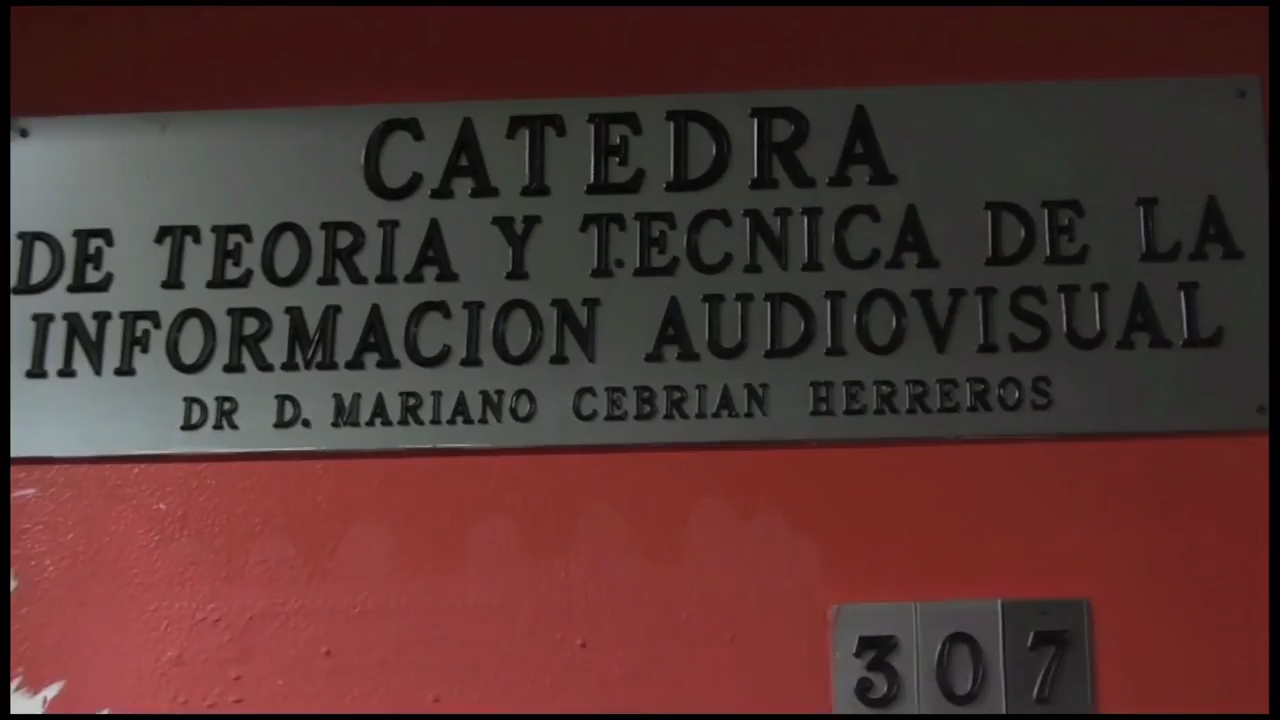 CATEDRA
DE TEORIA Y TECNICA DE LA
INFORMACION AUDIOVISUAL
DR D. MARIANO CEBRIAN HERREROS
307